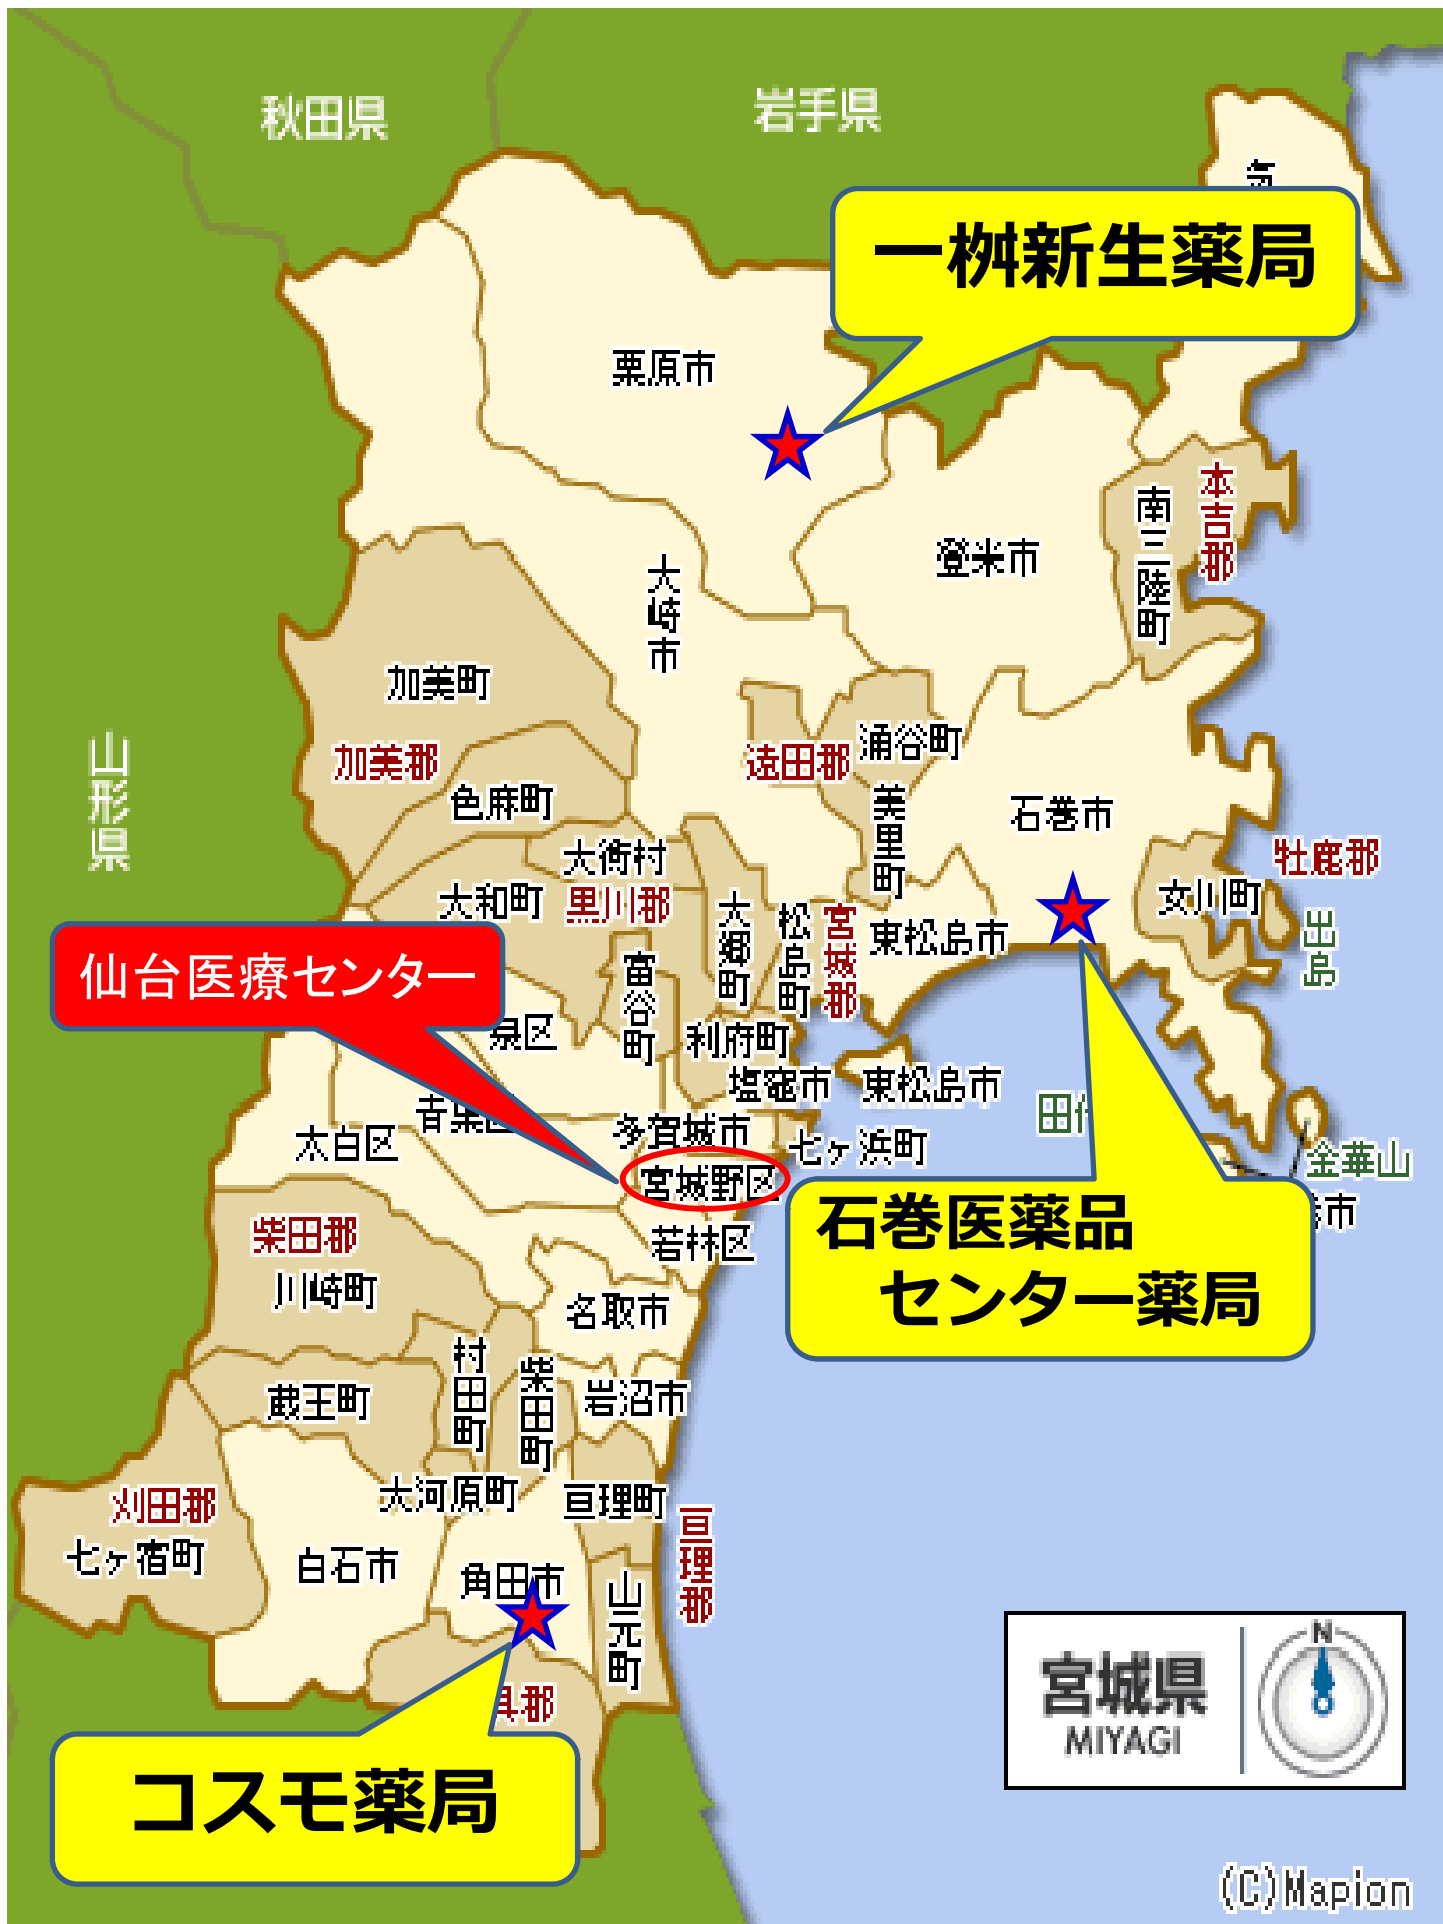 秋田県
岩手県
一桝新生薬局
栗原市
本吉郡
南三陸町
登米市
大崎市
加美町
加美郡
色麻町
遠田郡
涌谷町
美里町
石巻市
山形県
大衡村
大和町
黒川郡
牡鹿郡
女川町
出島
大郷町
松島町
宮城郡
東松島市
仙台医療センター
富谷町
泉区
利府町
塩竈市
東松島市
青葉区
多賀城市
七ヶ浜町
太白区
宮城野区
金華山
石巻医薬品
センター薬局
若林区
柴田郡
川崎町
名取市
村田町
柴田町
岩沼市
蔵王町
大河原町
亘理町
亘理郡
刈田郡
七ヶ宿町
白石市
角田市
山元町
コスモ薬局
宮城県
MIYAGI
N
(C)Mapion